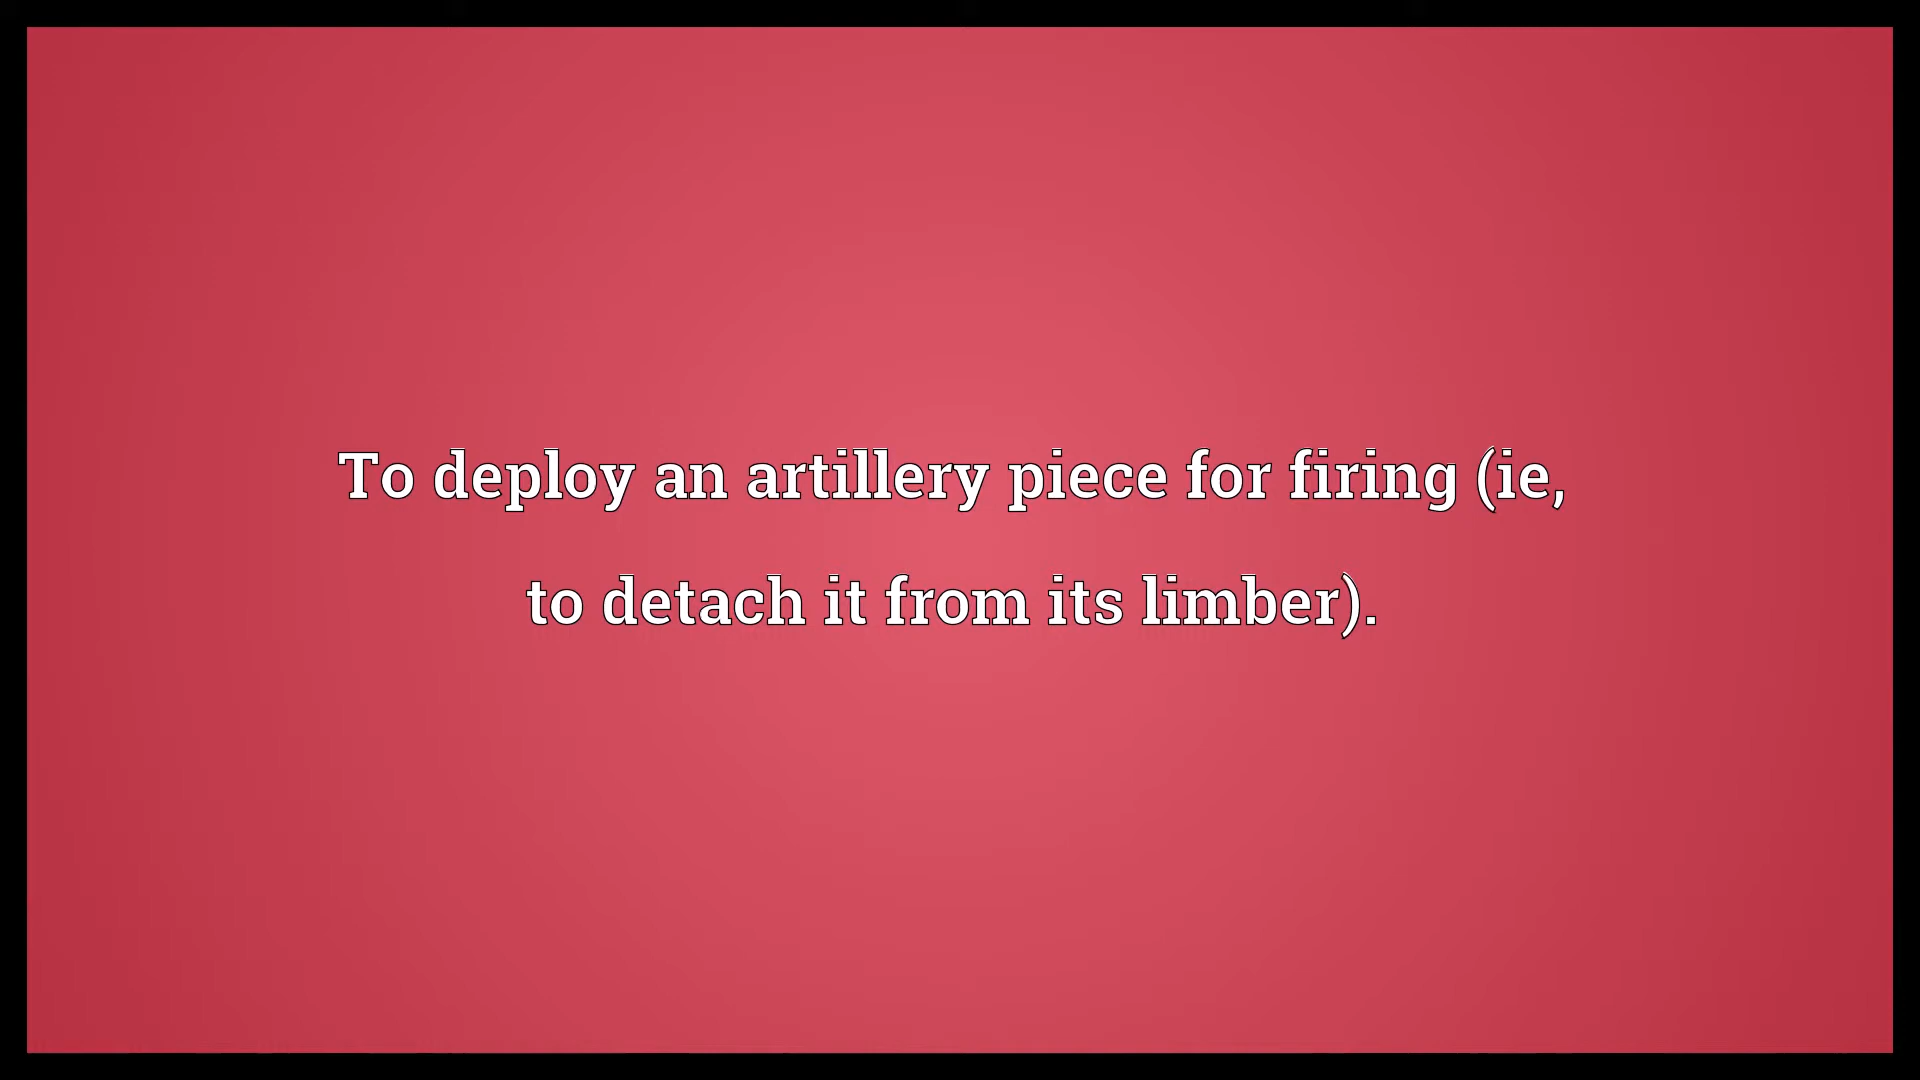 To deploy an artillery piece for firing (ie,
to detach it from its limber).